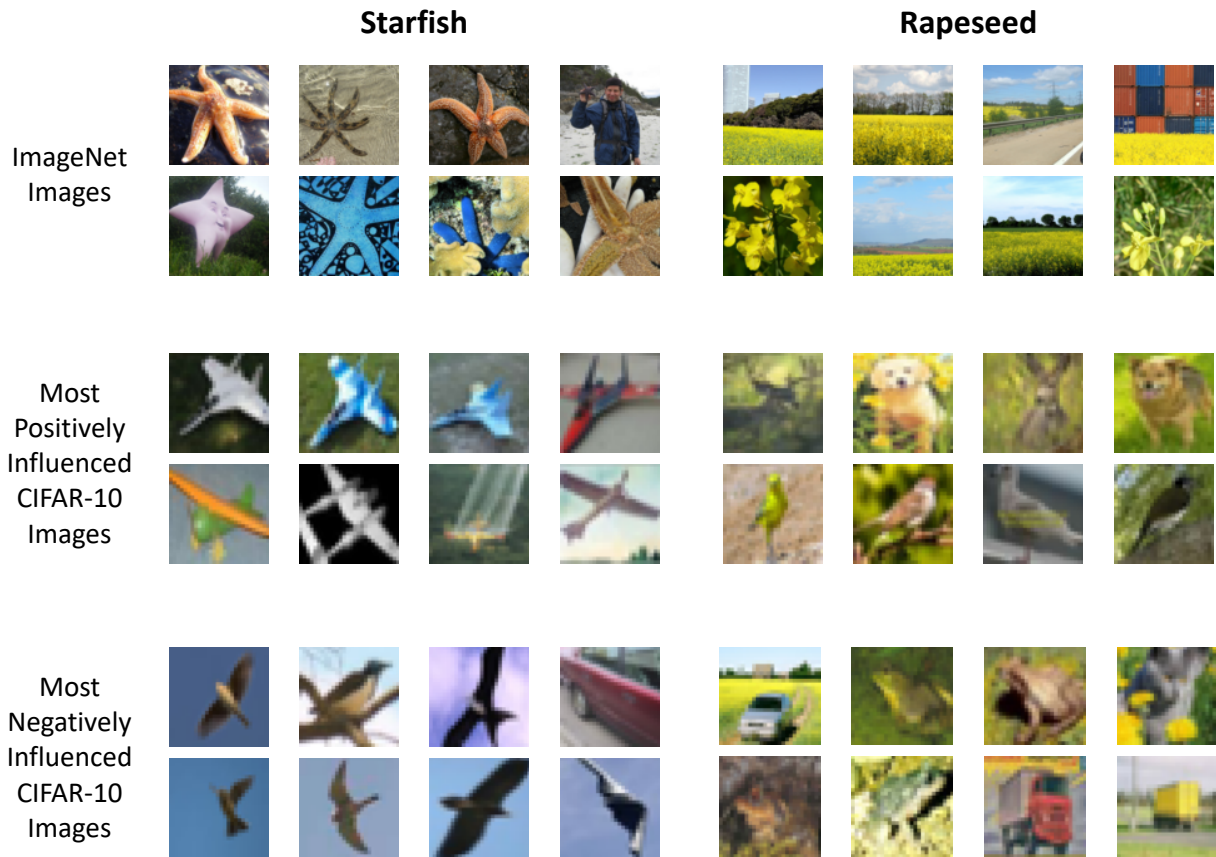 Starfish
Rapeseed
ImageNet
Images
Most
Positively
Influenced
CIFAR-10
Images
Most
Negatively
Influenced
CIFAR-10
Images